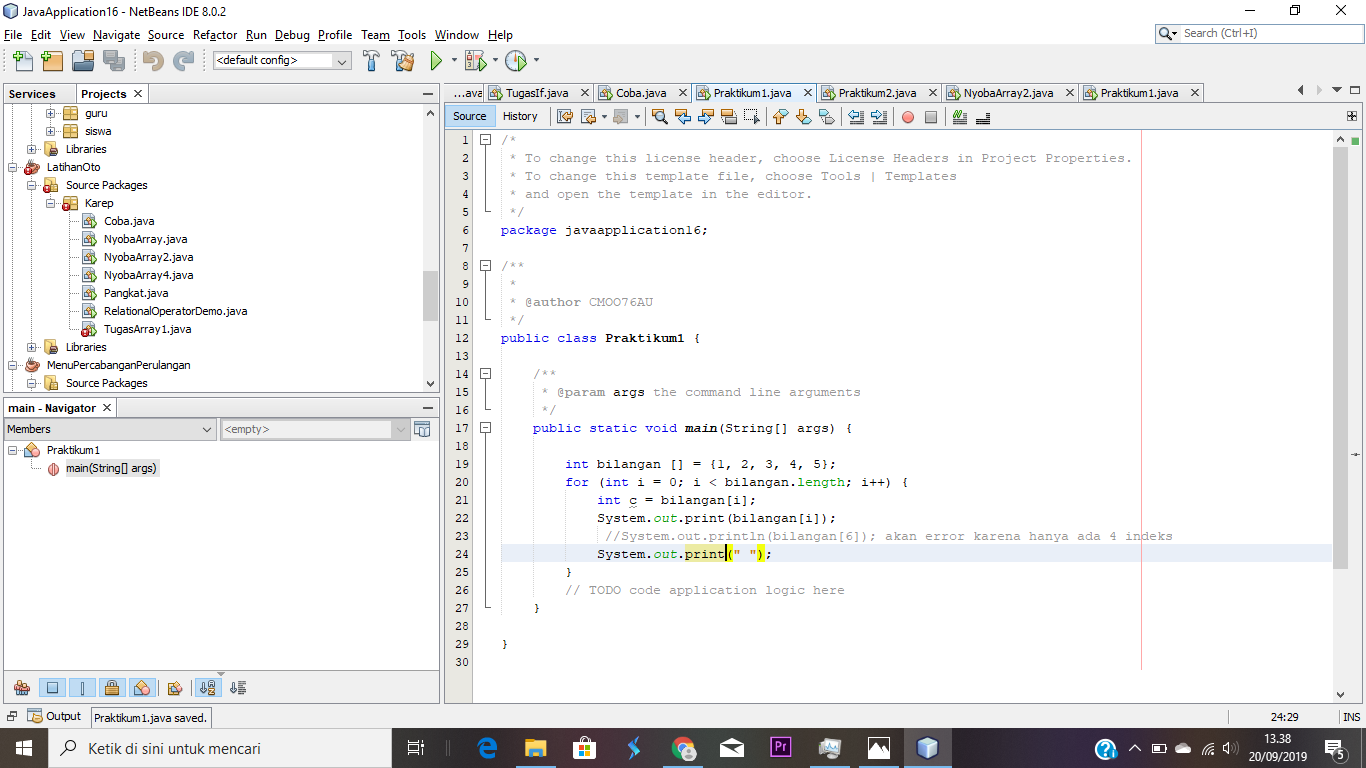 JavaApplication16 - NetBeans IDE 8.0.2
File Edit View Navigate Source Refactor Run Debug Profile Team Tools Window Help
Search (Ctrl+I)
<default config>
Services Projects
guru
siswa
Libraries
LatihanOto
Source Packages
Karep
Coba.java
NyobaArray.java
NyobaArray2.java
NyobaArray4.java
Pangkat.java
RelationalOperatorDemo.java
TugasArray1.java
Libraries
MenuPercabanganPerulangan
Source Packages
main - Navigator
Members <empty>
Praktikum1
main(String[] args)
...ava TugasIf.java Coba.java Praktikum1.java Praktikum2.java NyobaArray2.java Praktikum1.java
Source History
1 /*
2 * To change this license header, choose License Headers in Project Properties.
3 * To change this template file, choose Tools | Templates
4 * and open the template in the editor.
5 */
6 package javaapplication16;
7
8 /**
9 *
10 * @author CMOO76AU
11 */
12 public class Praktikum1 {
13
14 /**
15 * @param args the command line arguments
16 */
17 public static void main(String[] args) {
18
19 int bilangan [] = {1, 2, 3, 4, 5};
20 for (int i = 0; i < bilangan.length; i++) {
21 int c = bilangan[i];
22 System.out.print(bilangan[i]);
23 //System.out.println(bilangan[6]); akan error karena hanya ada 4 indeks
24 System.out.print(" ");
25 }
26 // TODO code application logic here
27 }
28
29 }
30
Output Praktikum1.java saved.
24:29 INS
Ketik di sini untuk mencari
Pr
13.38
20/09/2019
5